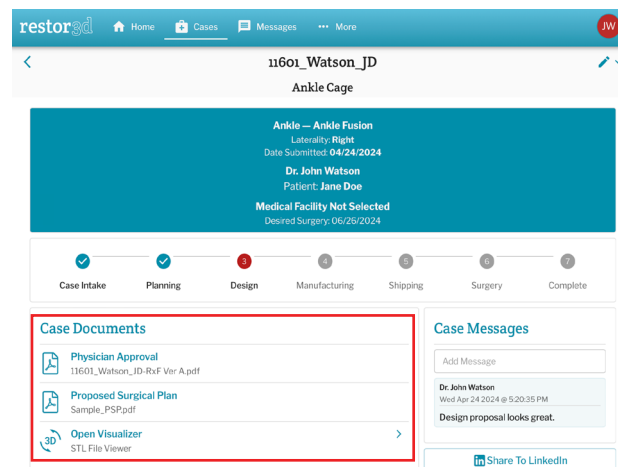 restor3d Home Cases Messages ••• More JW
11601_Watson_JD
Ankle Cage
Ankle — Ankle Fusion
Laterality: Right
Date Submitted: 04/24/2024
Dr. John Watson
Patient: Jane Doe
Medical Facility Not Selected
Desired Surgery: 06/26/2024
3 4 5 6 7
Case Intake Planning Design Manufacturing Shipping Surgery Complete
Case Documents
Physician Approval
11601_Watson_JD-RxF Ver A.pdf
Proposed Surgical Plan
Sample_PSP.pdf
3D Open Visualizer
STL File Viewer
Case Messages
Add Message
Dr. John Watson
Wed Apr 24 2024 @ 5:20:35 PM
Design proposal looks great.
in Share To LinkedIn